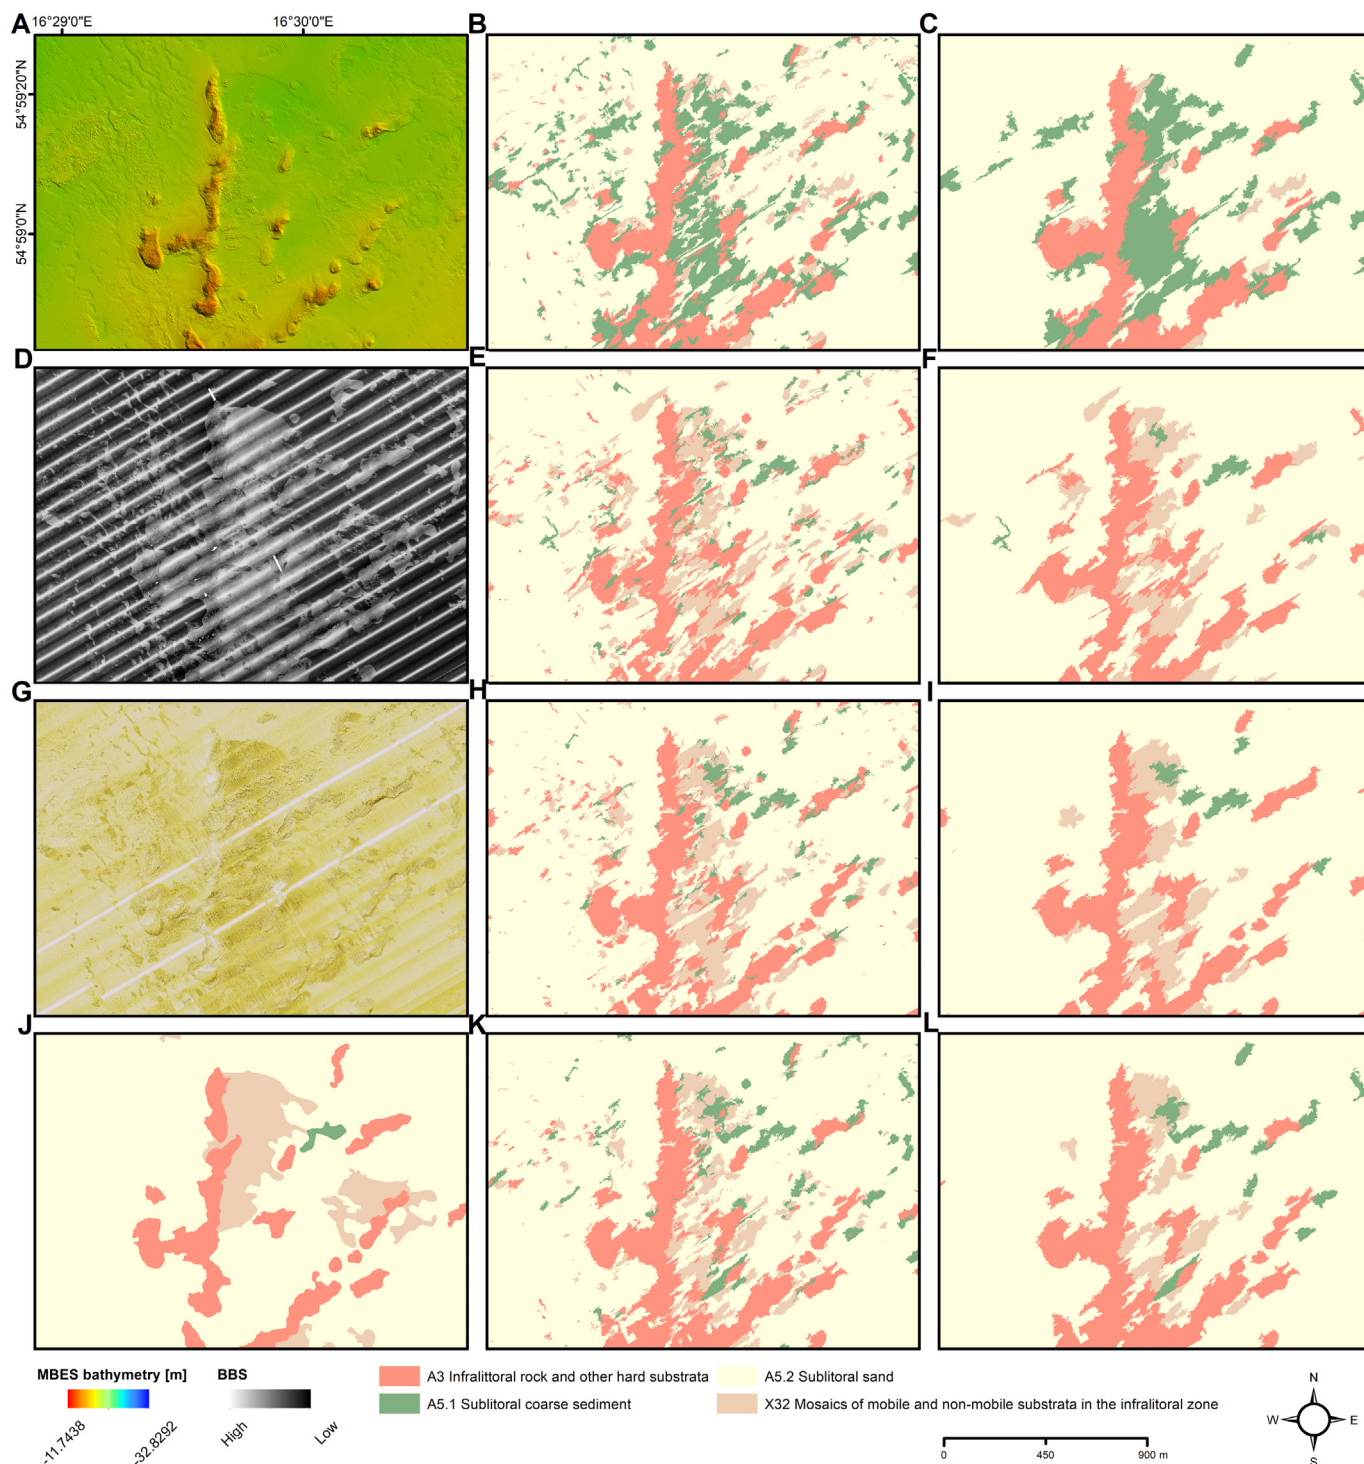 A
16°29'0"E
16°30'0"E
B
C
54°59'20"N
54°59'0"N
D
E
F
G
H
I
J
K
L
MBES bathymetry [m]
-11.7438
-32.8292
BBS
High
Low
A3 Infralittoral rock and other hard substrata
A5.1 Sublitoral coarse sediment
A5.2 Sublitoral sand
X32 Mosaics of mobile and non-mobile substrata in the infralitoral zone
0
450
900 m
N
W
E
S